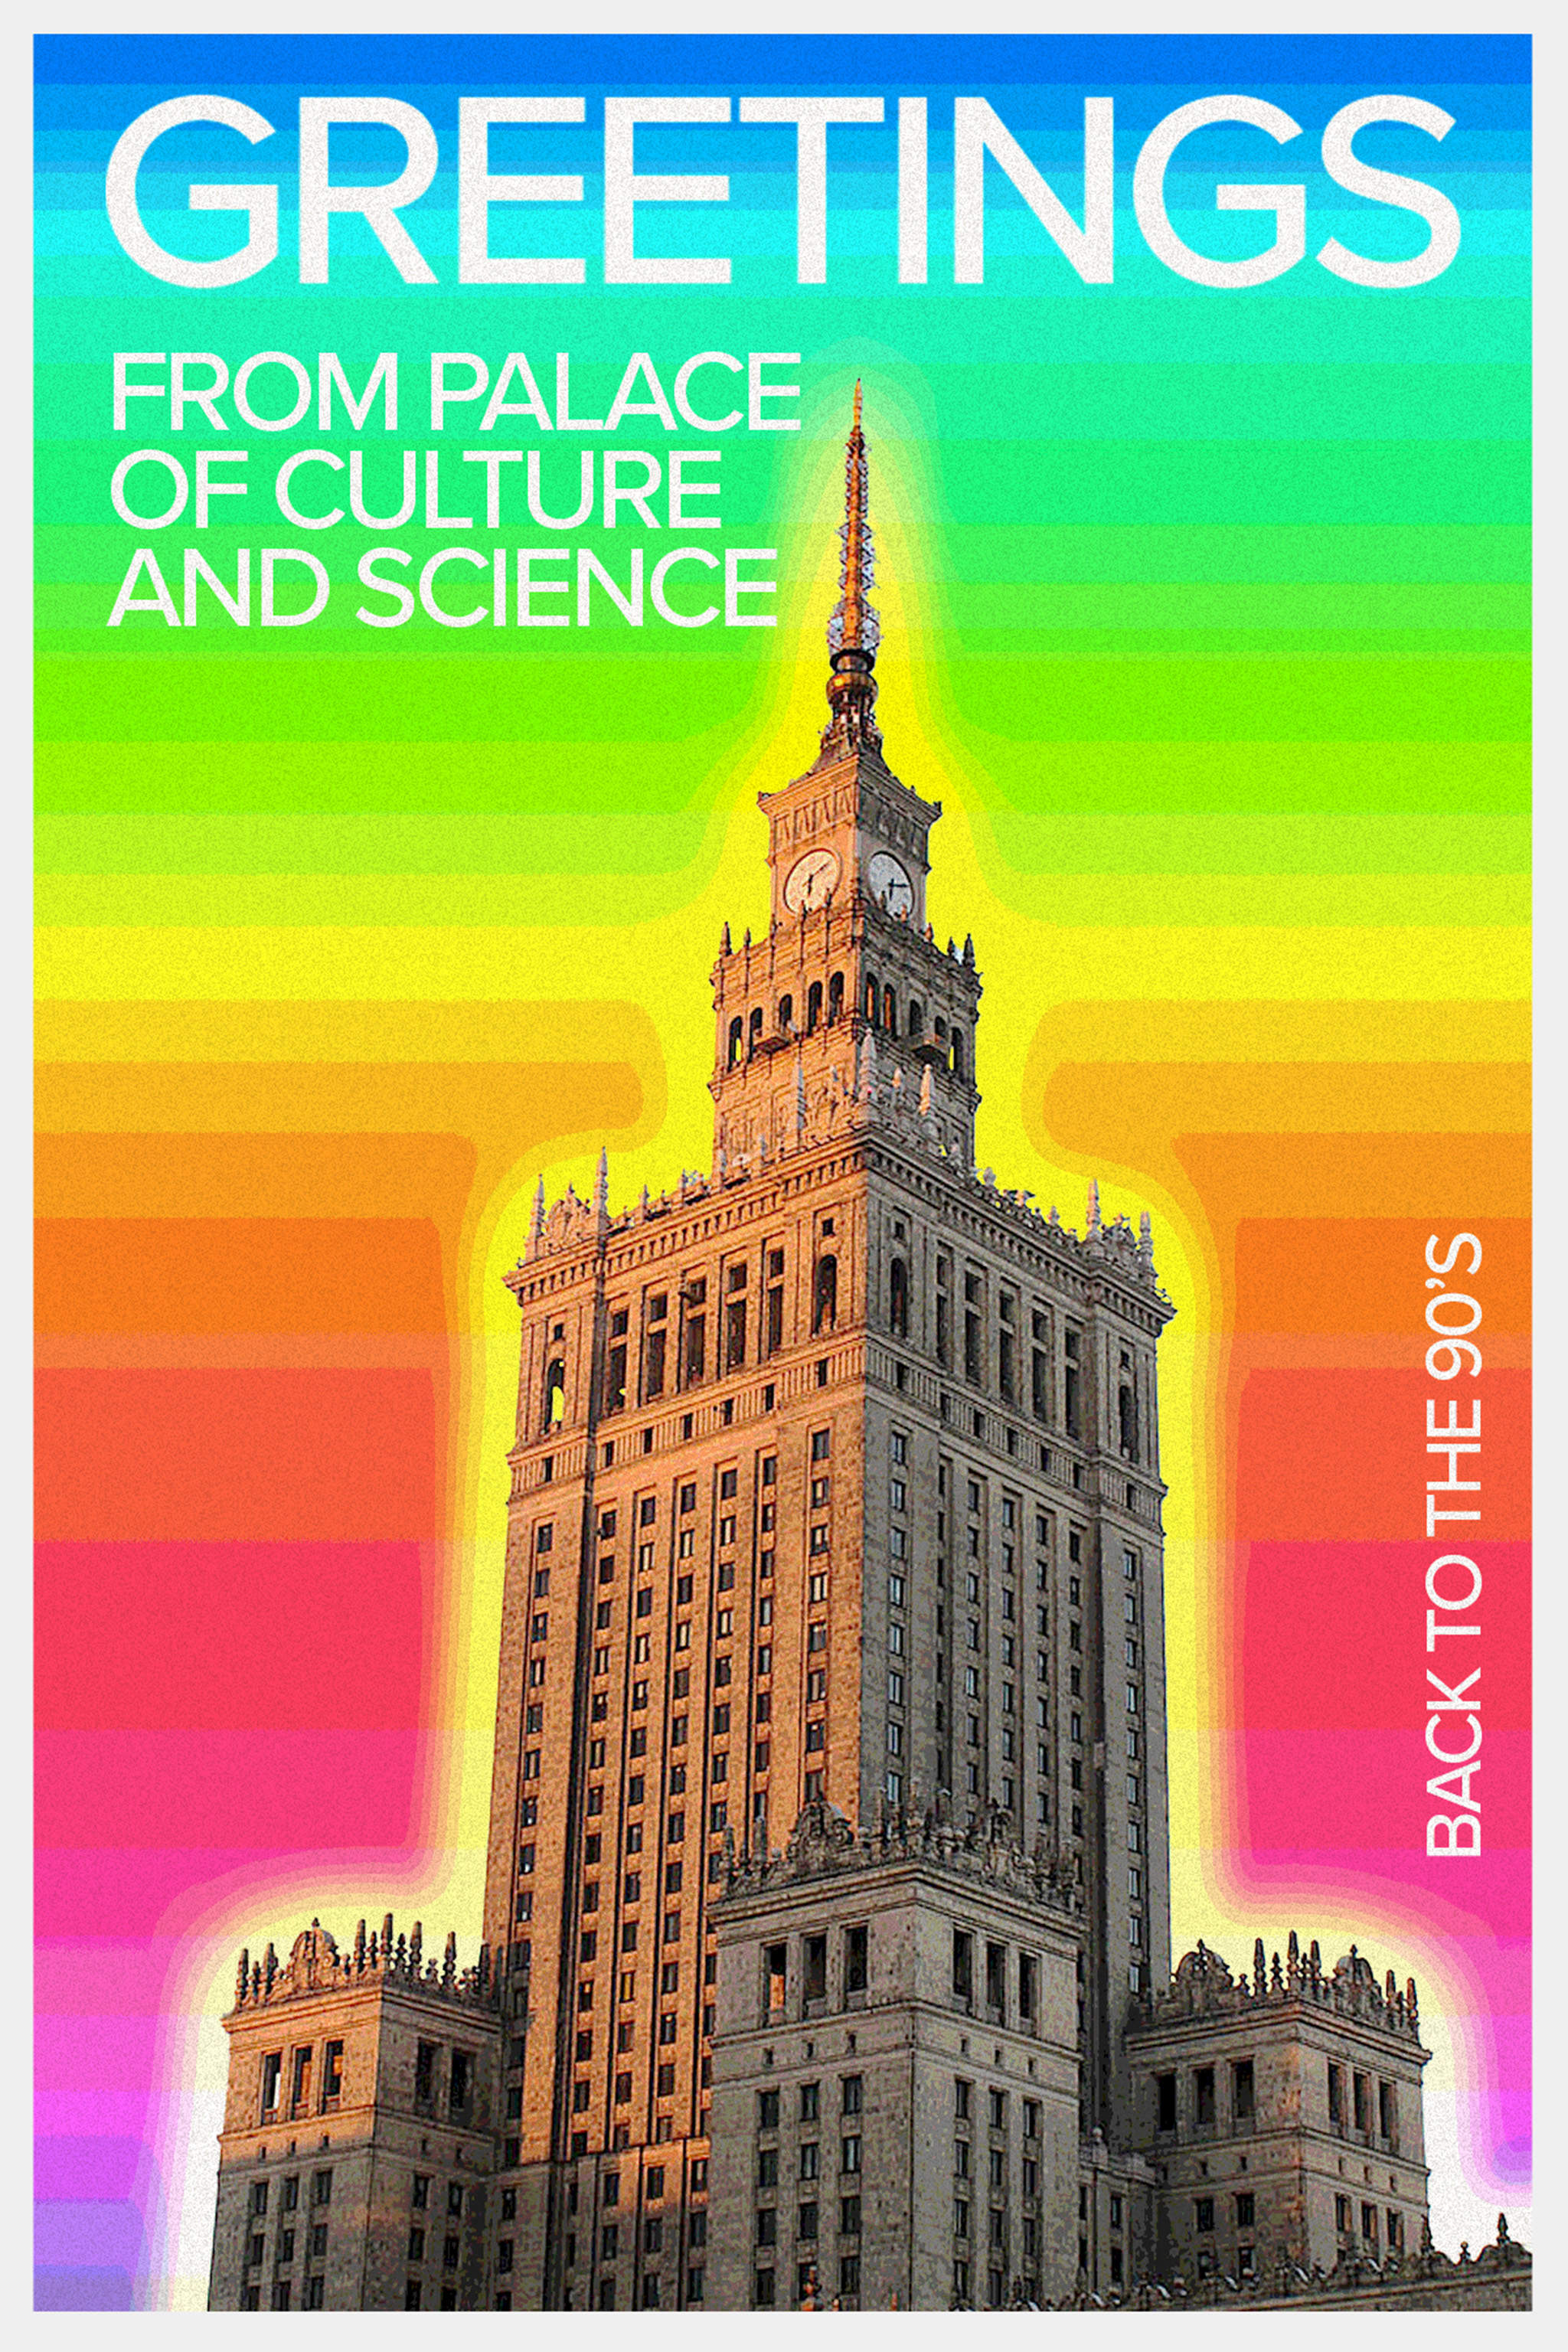 GREETINGS
FROM PALACE
OF CULTURE
AND SCIENCE
BACK TO THE 90'S